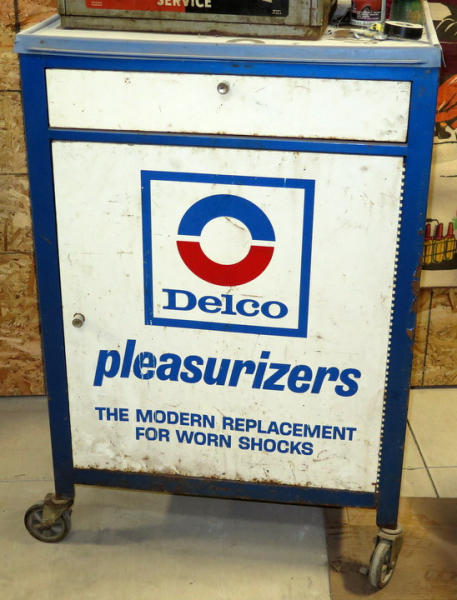 SERVICE
Delco
pleasurizers
THE MODERN REPLACEMENT
FOR WORN SHOCKS